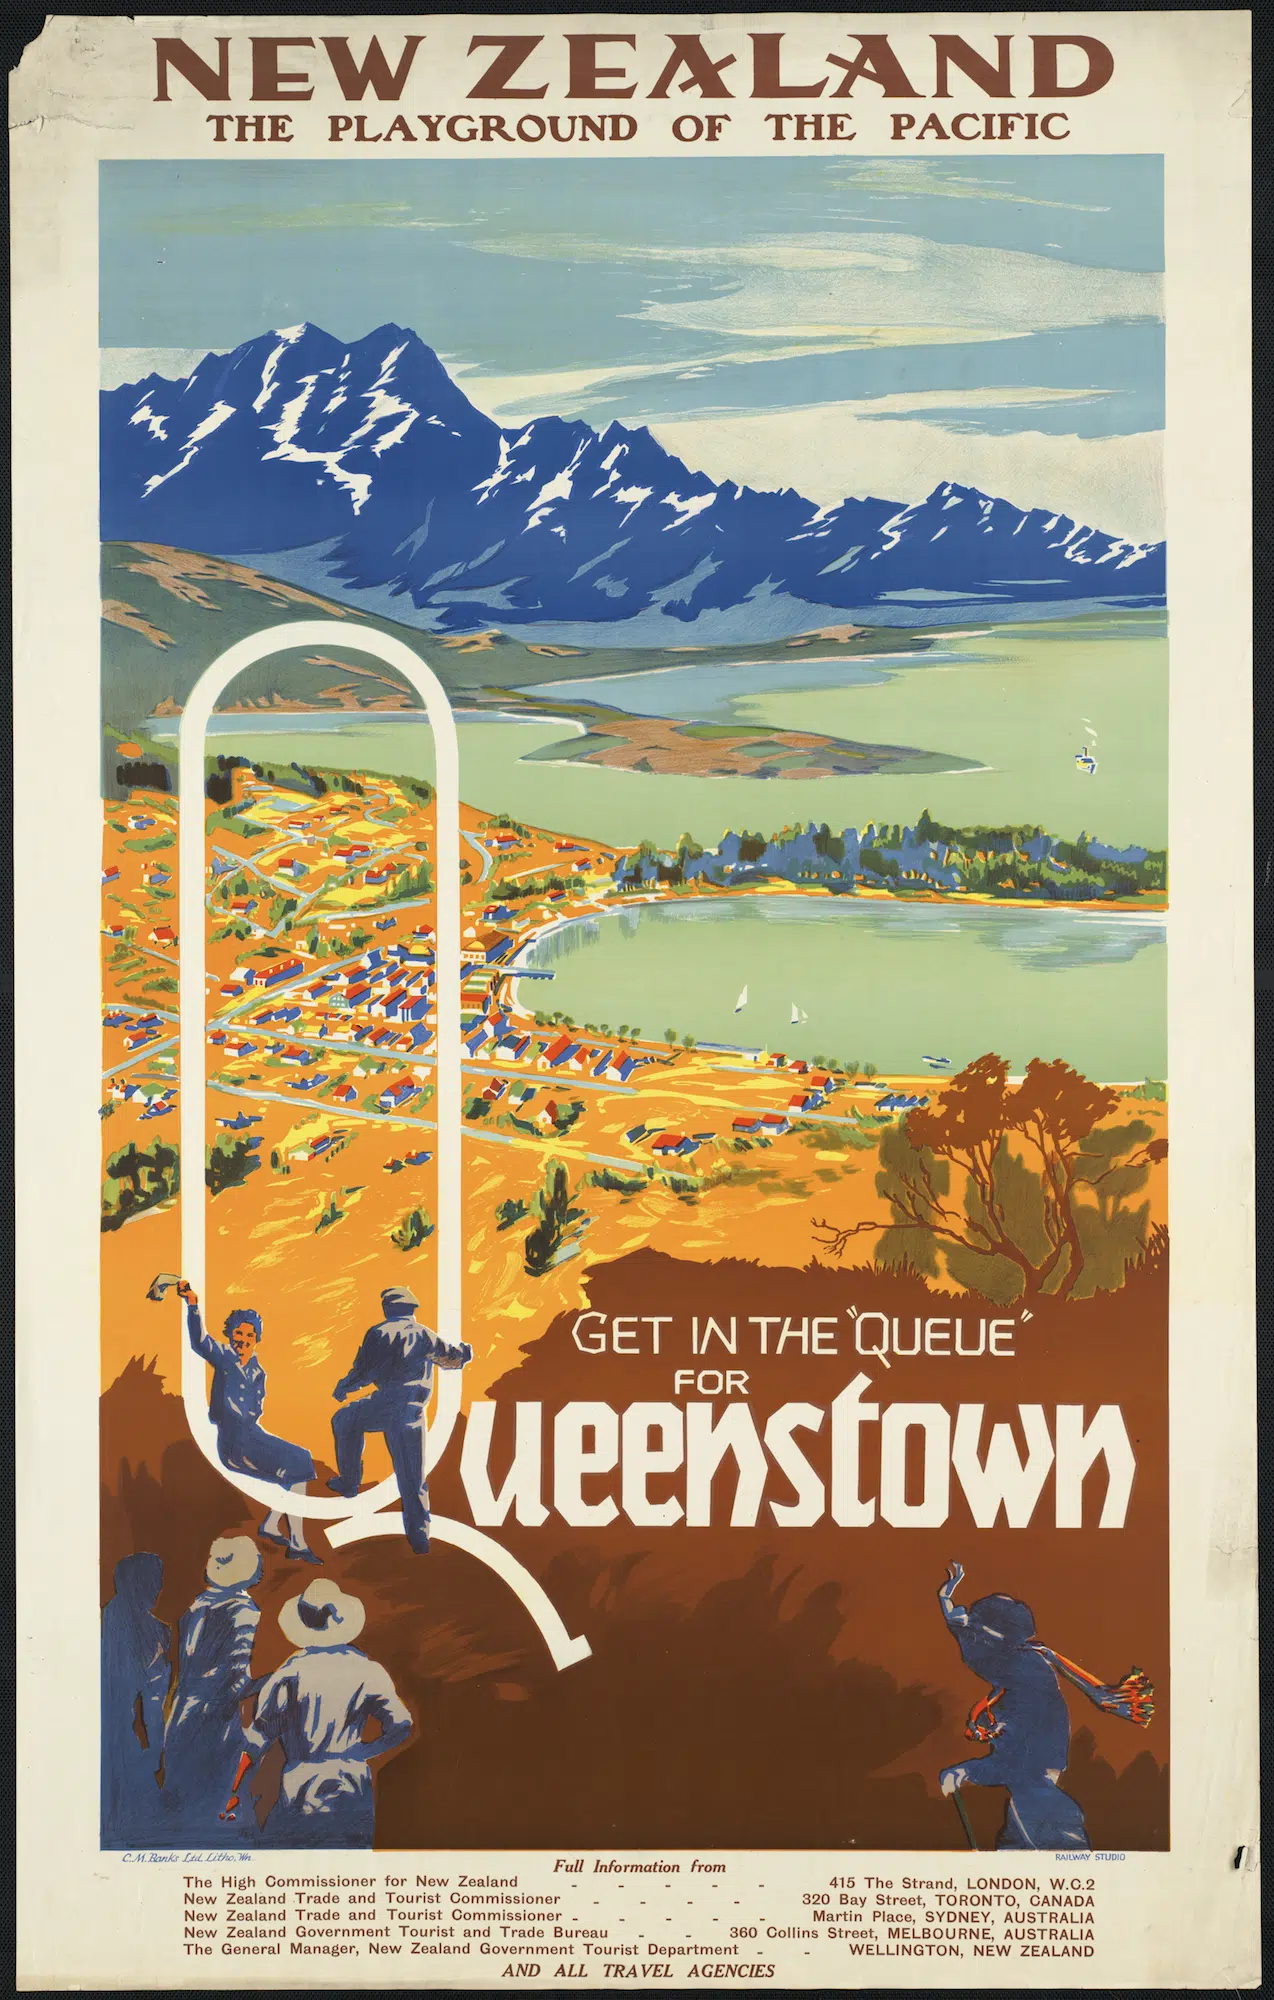 NEW ZEALAND
THE PLAYGROUND OF THE PACIFIC
GET IN THE "QUEUE"
FOR
Queenstown
C.M. Banks Ltd. Litho. Wn.
RAILWAY STUDIO
Full Information from
The High Commissioner for New Zealand - - - - - 415 The Strand, LONDON, W.C.2
New Zealand Trade and Tourist Commissioner - - - - 320 Bay Street, TORONTO, CANADA
New Zealand Trade and Tourist Commissioner - - - - - Martin Place, SYDNEY, AUSTRALIA
New Zealand Government Tourist and Trade Bureau - - 360 Collins Street, MELBOURNE, AUSTRALIA
The General Manager, New Zealand Government Tourist Department - - WELLINGTON, NEW ZEALAND
AND ALL TRAVEL AGENCIES